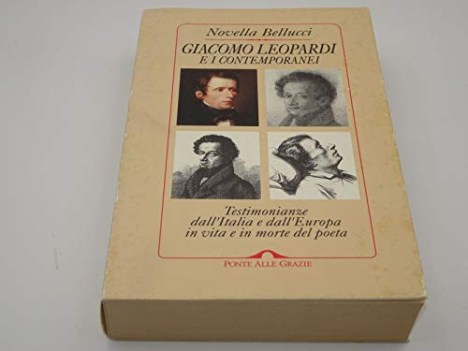 Novella Bellucci
GIACOMO LEOPARDI
E I CONTEMPORANEI
Testimonianze
dall'Italia e dall'Europa
in vita e in morte del poeta
PONTE ALLE GRAZIE